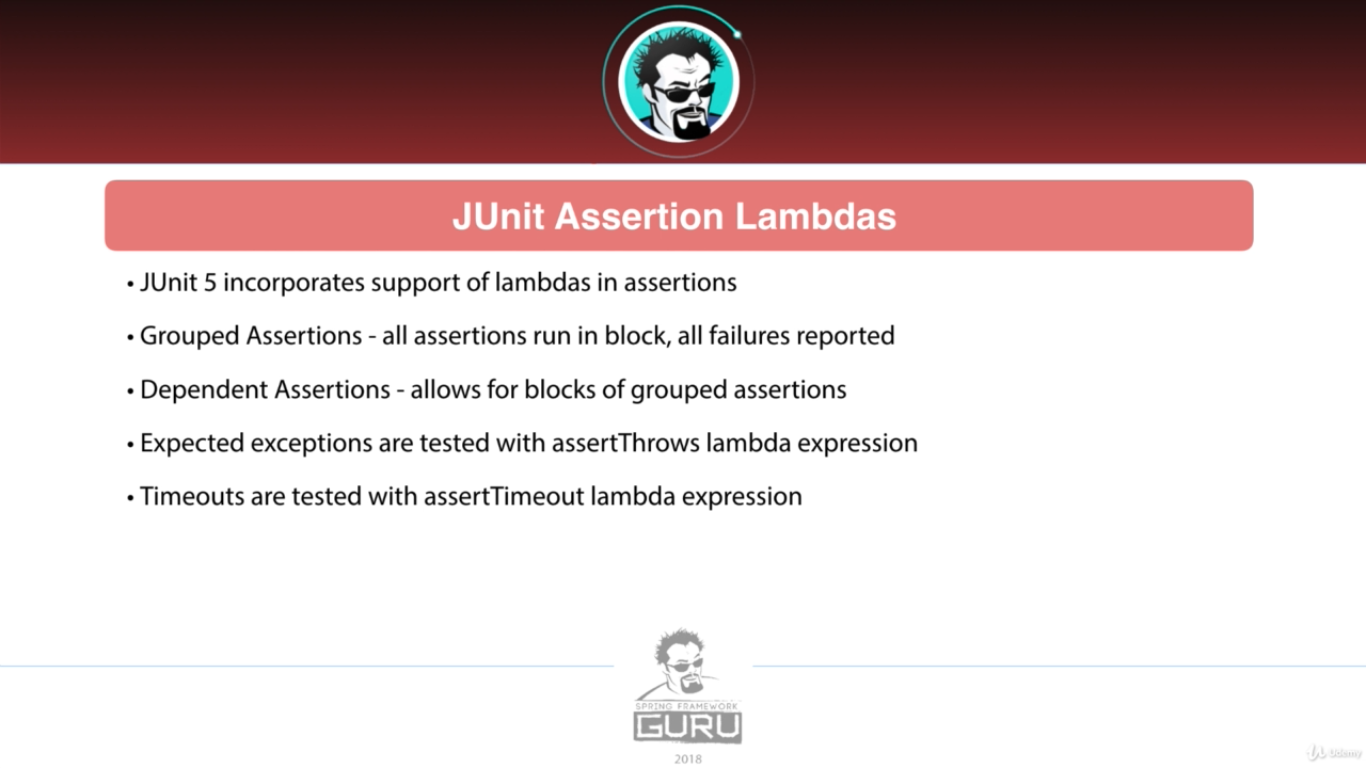 JUnit Assertion Lambdas
• JUnit 5 incorporates support of lambdas in assertions
• Grouped Assertions - all assertions run in block, all failures reported
• Dependent Assertions - allows for blocks of grouped assertions
• Expected exceptions are tested with assertThrows lambda expression
• Timeouts are tested with assertTimeout lambda expression
SPRING FRAMEWORK
GURU
2018
Udemy